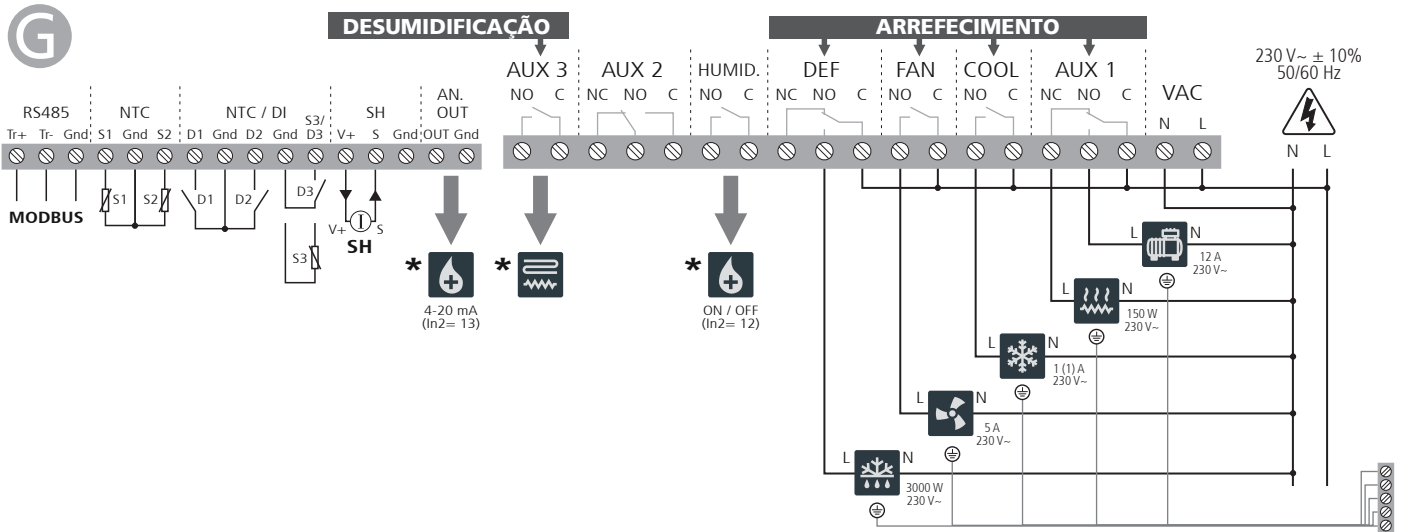 G
DESUMIDIFICAÇÃO
ARREFECIMENTO
230 V~ ± 10%
50/60 Hz
AUX 3
AUX 2
HUMID.
DEF
FAN
COOL
AUX 1
VAC
NO C
NC NO C
NO C
NC NO C
NO C
NO C
NC NO C
N L
RS485
NTC
NTC / DI
SH
AN.
OUT
Tr+ Tr- Gnd S1 Gnd S2 D1 Gnd D2 Gnd S3/
D3 V+ S Gnd OUT Gnd
N L
MODBUS
S1
S2
D1
D2
D3
S3
V+ S
SH
*
4-20 mA
(In2= 13)
*
*
ON / OFF
(In2= 12)
L N
12 A
230 V~
L N
150 W
230 V~
L N
1 (1) A
230 V~
L N
5 A
230 V~
L N
3000 W
230 V~